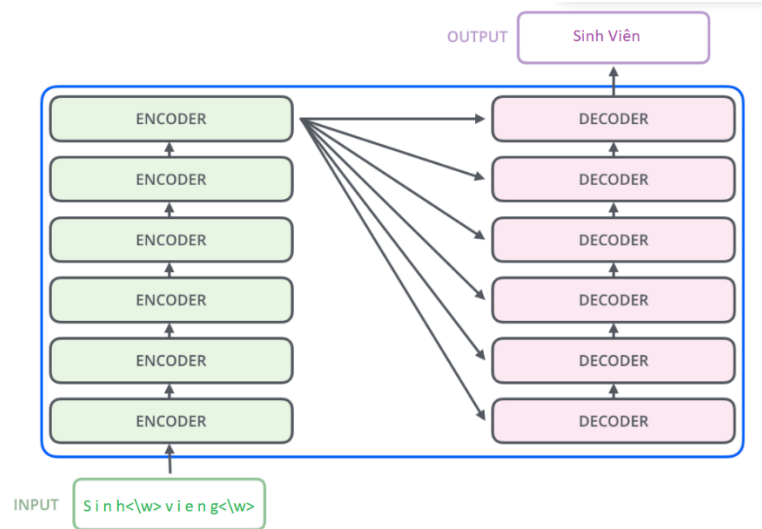 OUTPUT
Sinh Viên
ENCODER
DECODER
ENCODER
DECODER
ENCODER
DECODER
ENCODER
DECODER
ENCODER
DECODER
ENCODER
DECODER
INPUT
S i n h<\w> v i e n g<\w>